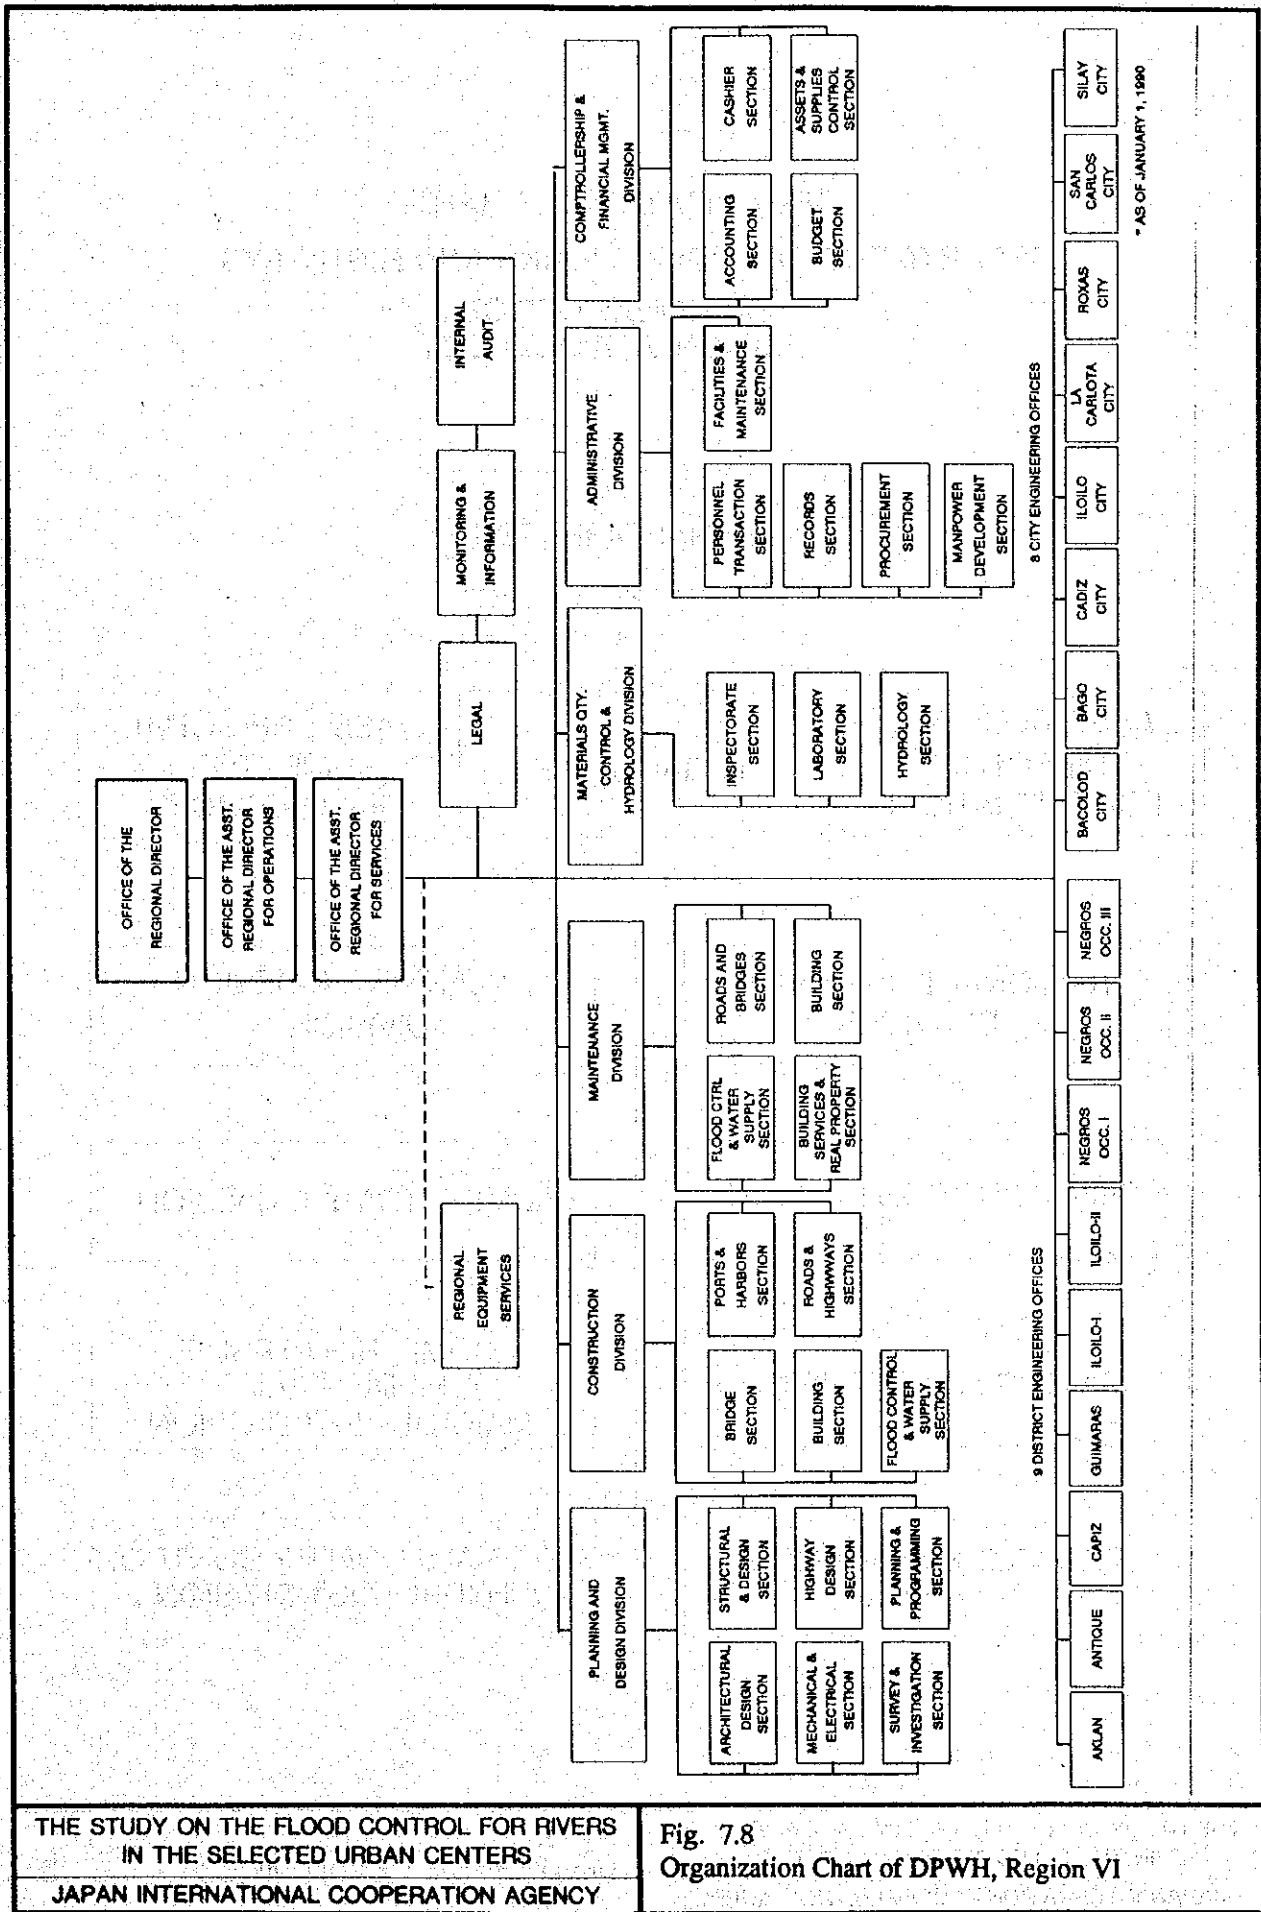 OFFICE OF THE
REGIONAL DIRECTOR
OFFICE OF THE ASST.
REGIONAL DIRECTOR
FOR OPERATIONS
OFFICE OF THE ASST.
REGIONAL DIRECTOR
FOR SERVICES
REGIONAL
EQUIPMENT
SERVICES
LEGAL
MONITORING &
INFORMATION
INTERNAL
AUDIT
PLANNING AND
DESIGN DIVISION
CONSTRUCTION
DIVISION
MAINTENANCE
DIVISION
MATERIALS QTY.
CONTROL &
HYDROLOGY DIVISION
ADMINISTRATIVE
DIVISION
COMPTROLLERSHIP &
FINANCIAL MGMT.
DIVISION
ARCHITECTURAL
DESIGN
SECTION
STRUCTURAL
& DESIGN
SECTION
MECHANICAL &
ELECTRICAL
SECTION
HIGHWAY
DESIGN
SECTION
SURVEY &
INVESTIGATION
SECTION
PLANNING &
PROGRAMMING
SECTION
BRIDGE
SECTION
PORTS &
HARBORS
SECTION
BUILDING
SECTION
ROADS &
HIGHWWAYS
SECTION
FLOOD CONTROL
& WATER
SUPPLY
SECTION
FLOOD CTRL
& WATER
SUPPLY
SECTION
ROADS AND
BRIDGES
SECTION
BUILDING
SERVICES &
REAL PROPERTY
SECTION
BUILDING
SECTION
INSPECTORATE
SECTION
LABORATORY
SECTION
HYDROLOGY
SECTION
PERSONNEL
TRANSACTION
SECTION
FACILITIES &
MAINTENANCE
SECTION
RECORDS
SECTION
PROCUREMENT
SECTION
MANPOWER
DEVELOPMENT
SECTION
ACCOUNTING
SECTION
CASHIER
SECTION
BUDGET
SECTION
ASSETS &
SUPPLIES
CONTROL
SECTION
9 DISTRICT ENGINEERING OFFICES
8 CITY ENGINEERING OFFICES
AKLAN
ANTIQUE
CAPIZ
GUIMARAS
ILOILO-I
ILOILO-II
NEGROS
OCC. I
NEGROS
OCC. II
NEGROS
OCC. III
BACOLOD
CITY
BAGO
CITY
CADIZ
CITY
ILOILO
CITY
LA
CARLOTA
CITY
ROXAS
CITY
SAN
CARLOS
CITY
SILAY
CITY
* AS OF JANUARY 1, 1990
THE STUDY ON THE FLOOD CONTROL FOR RIVERS
IN THE SELECTED URBAN CENTERS
JAPAN INTERNATIONAL COOPERATION AGENCY
Fig. 7.8
Organization Chart of DPWH, Region VI